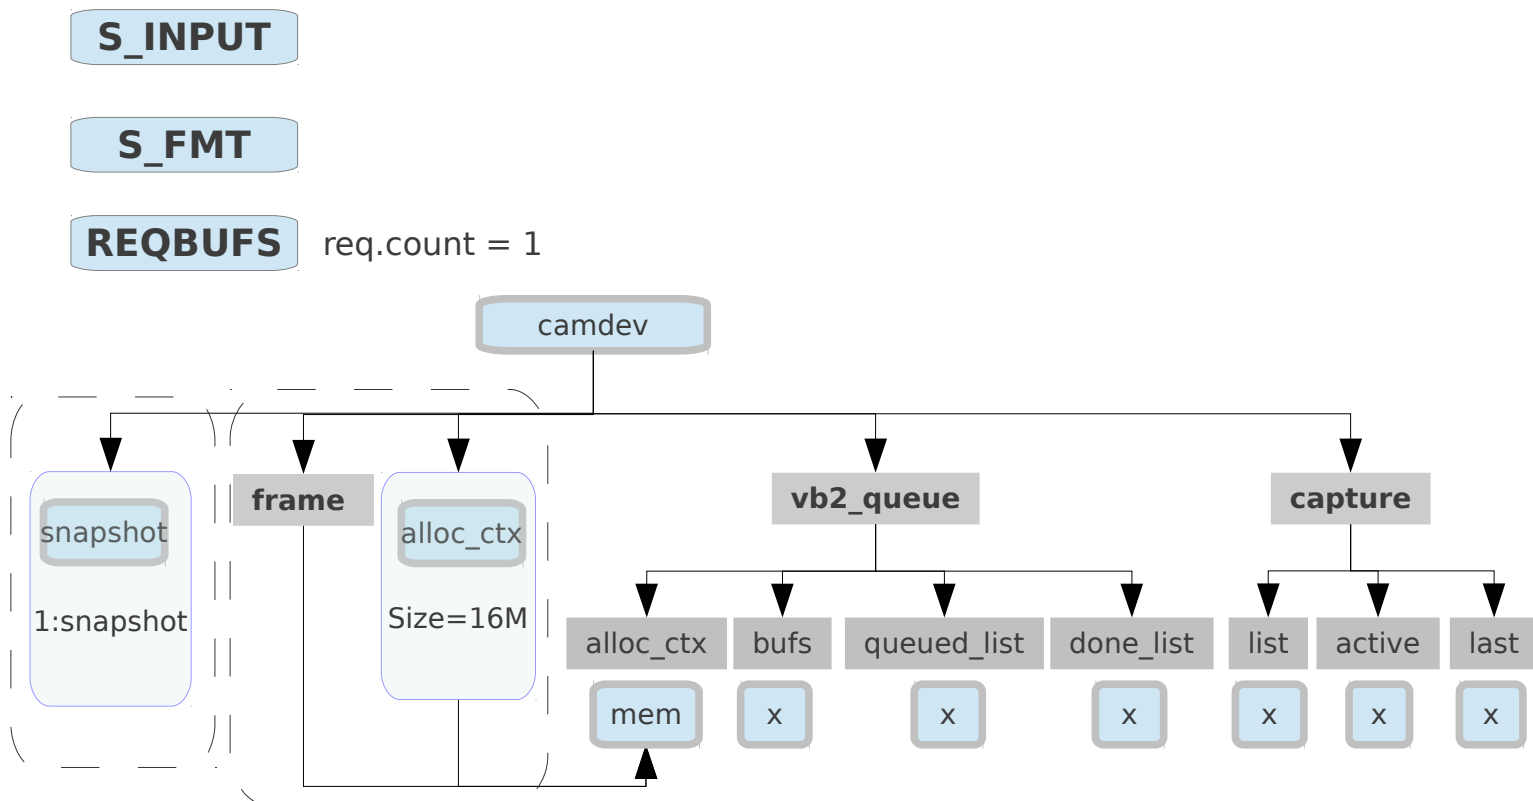 S_INPUT
S_FMT
REQBUFS req.count = 1
camdev
snapshot
1:snapshot
frame
alloc_ctx
Size=16M
vb2_queue
capture
alloc_ctx bufs queued_list done_list list active last
mem x x x x x x